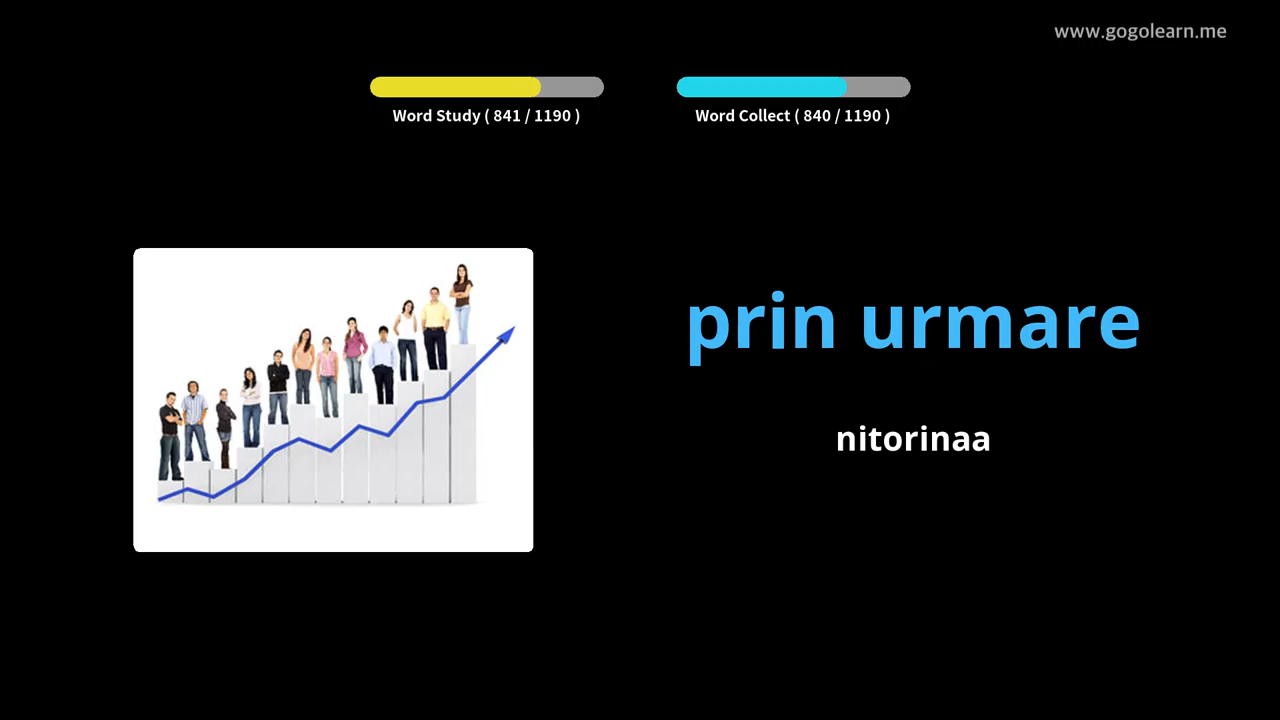 www.gogolearn.me
Word Study ( 841 / 1190 )
Word Collect ( 840 / 1190 )
prin urmare
nitorinaa